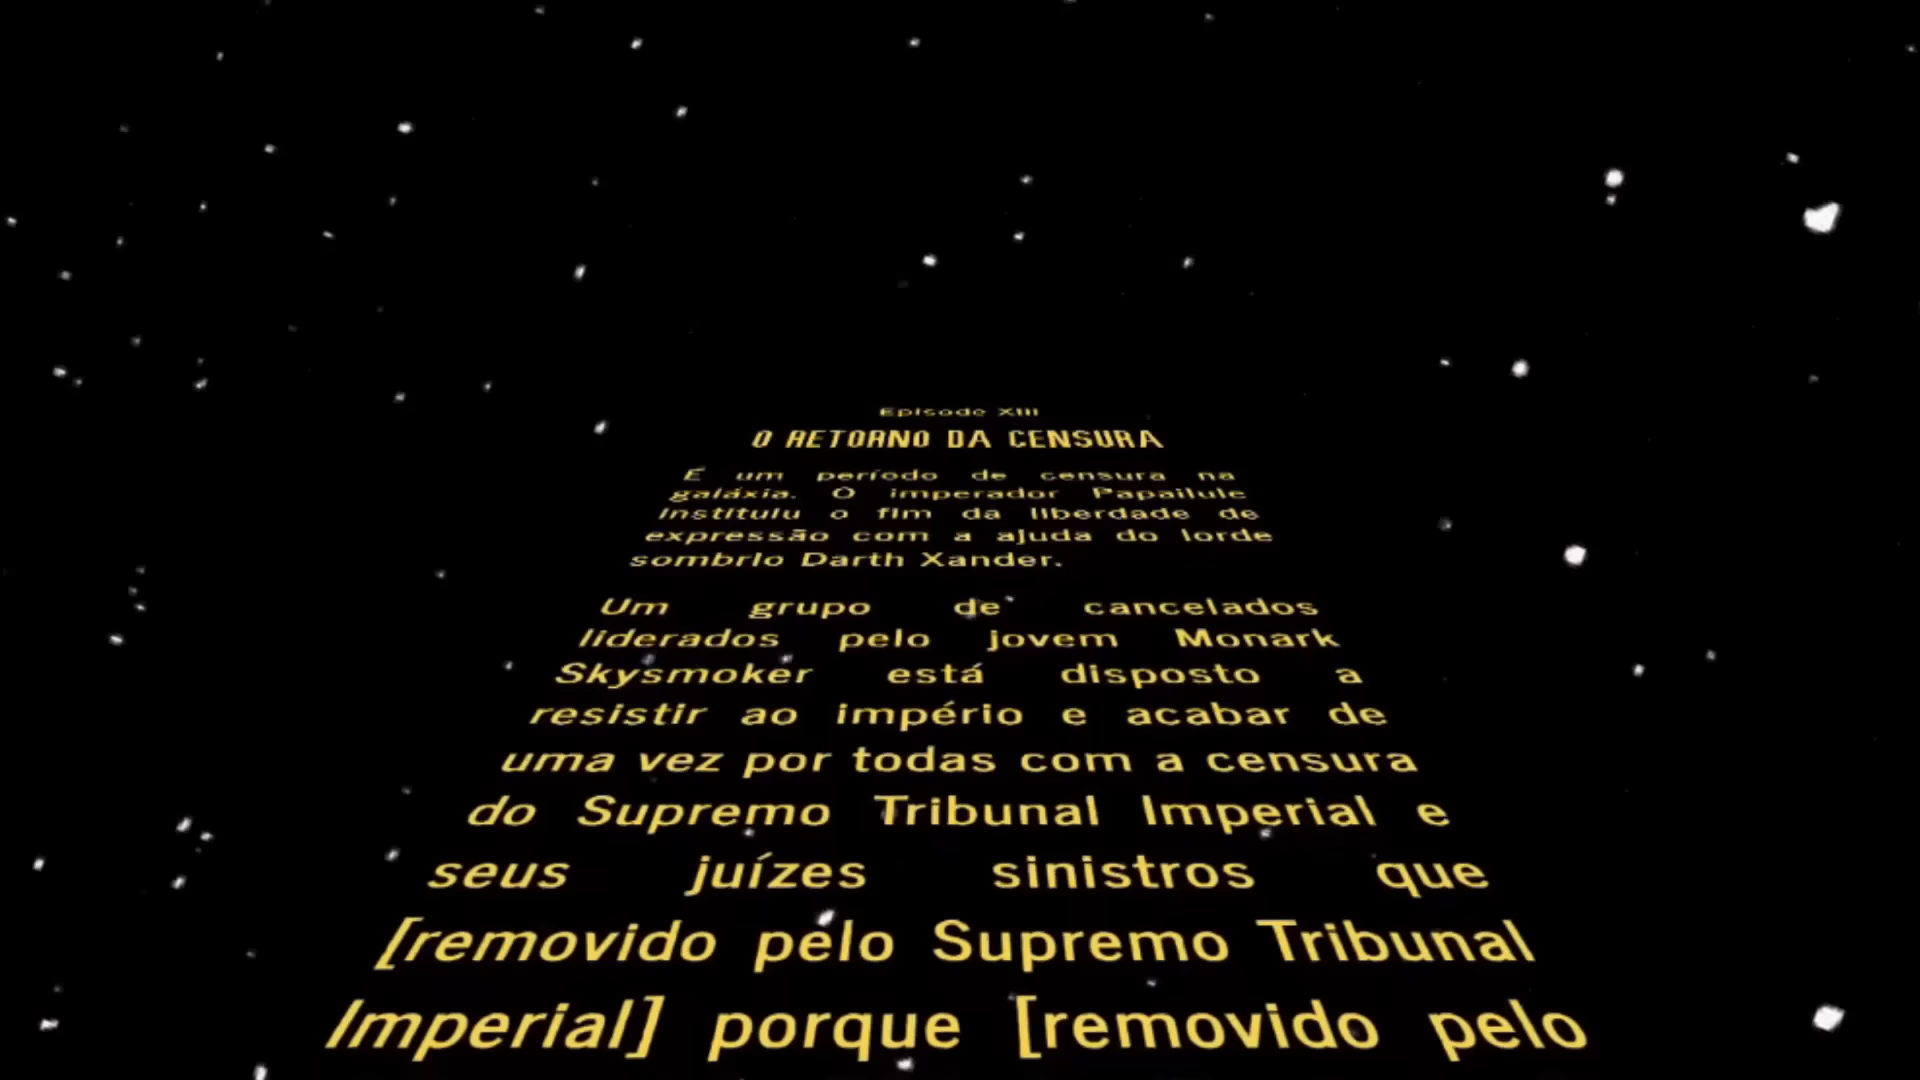 Episode XIII
O RETORNO DA CENSURA
É um período de censura na
galáxia. O imperador Papailule
instituiu o fim da liberdade de
expressão com a ajuda do lorde
sombrio Darth Xander.
Um grupo de cancelados
liderados pelo jovem Monark
Skysmoker está disposto a
resistir ao império e acabar de
uma vez por todas com a censura
do Supremo Tribunal Imperial e
seus juízes sinistros que
[removido pelo Supremo Tribunal
Imperial] porque [removido pelo